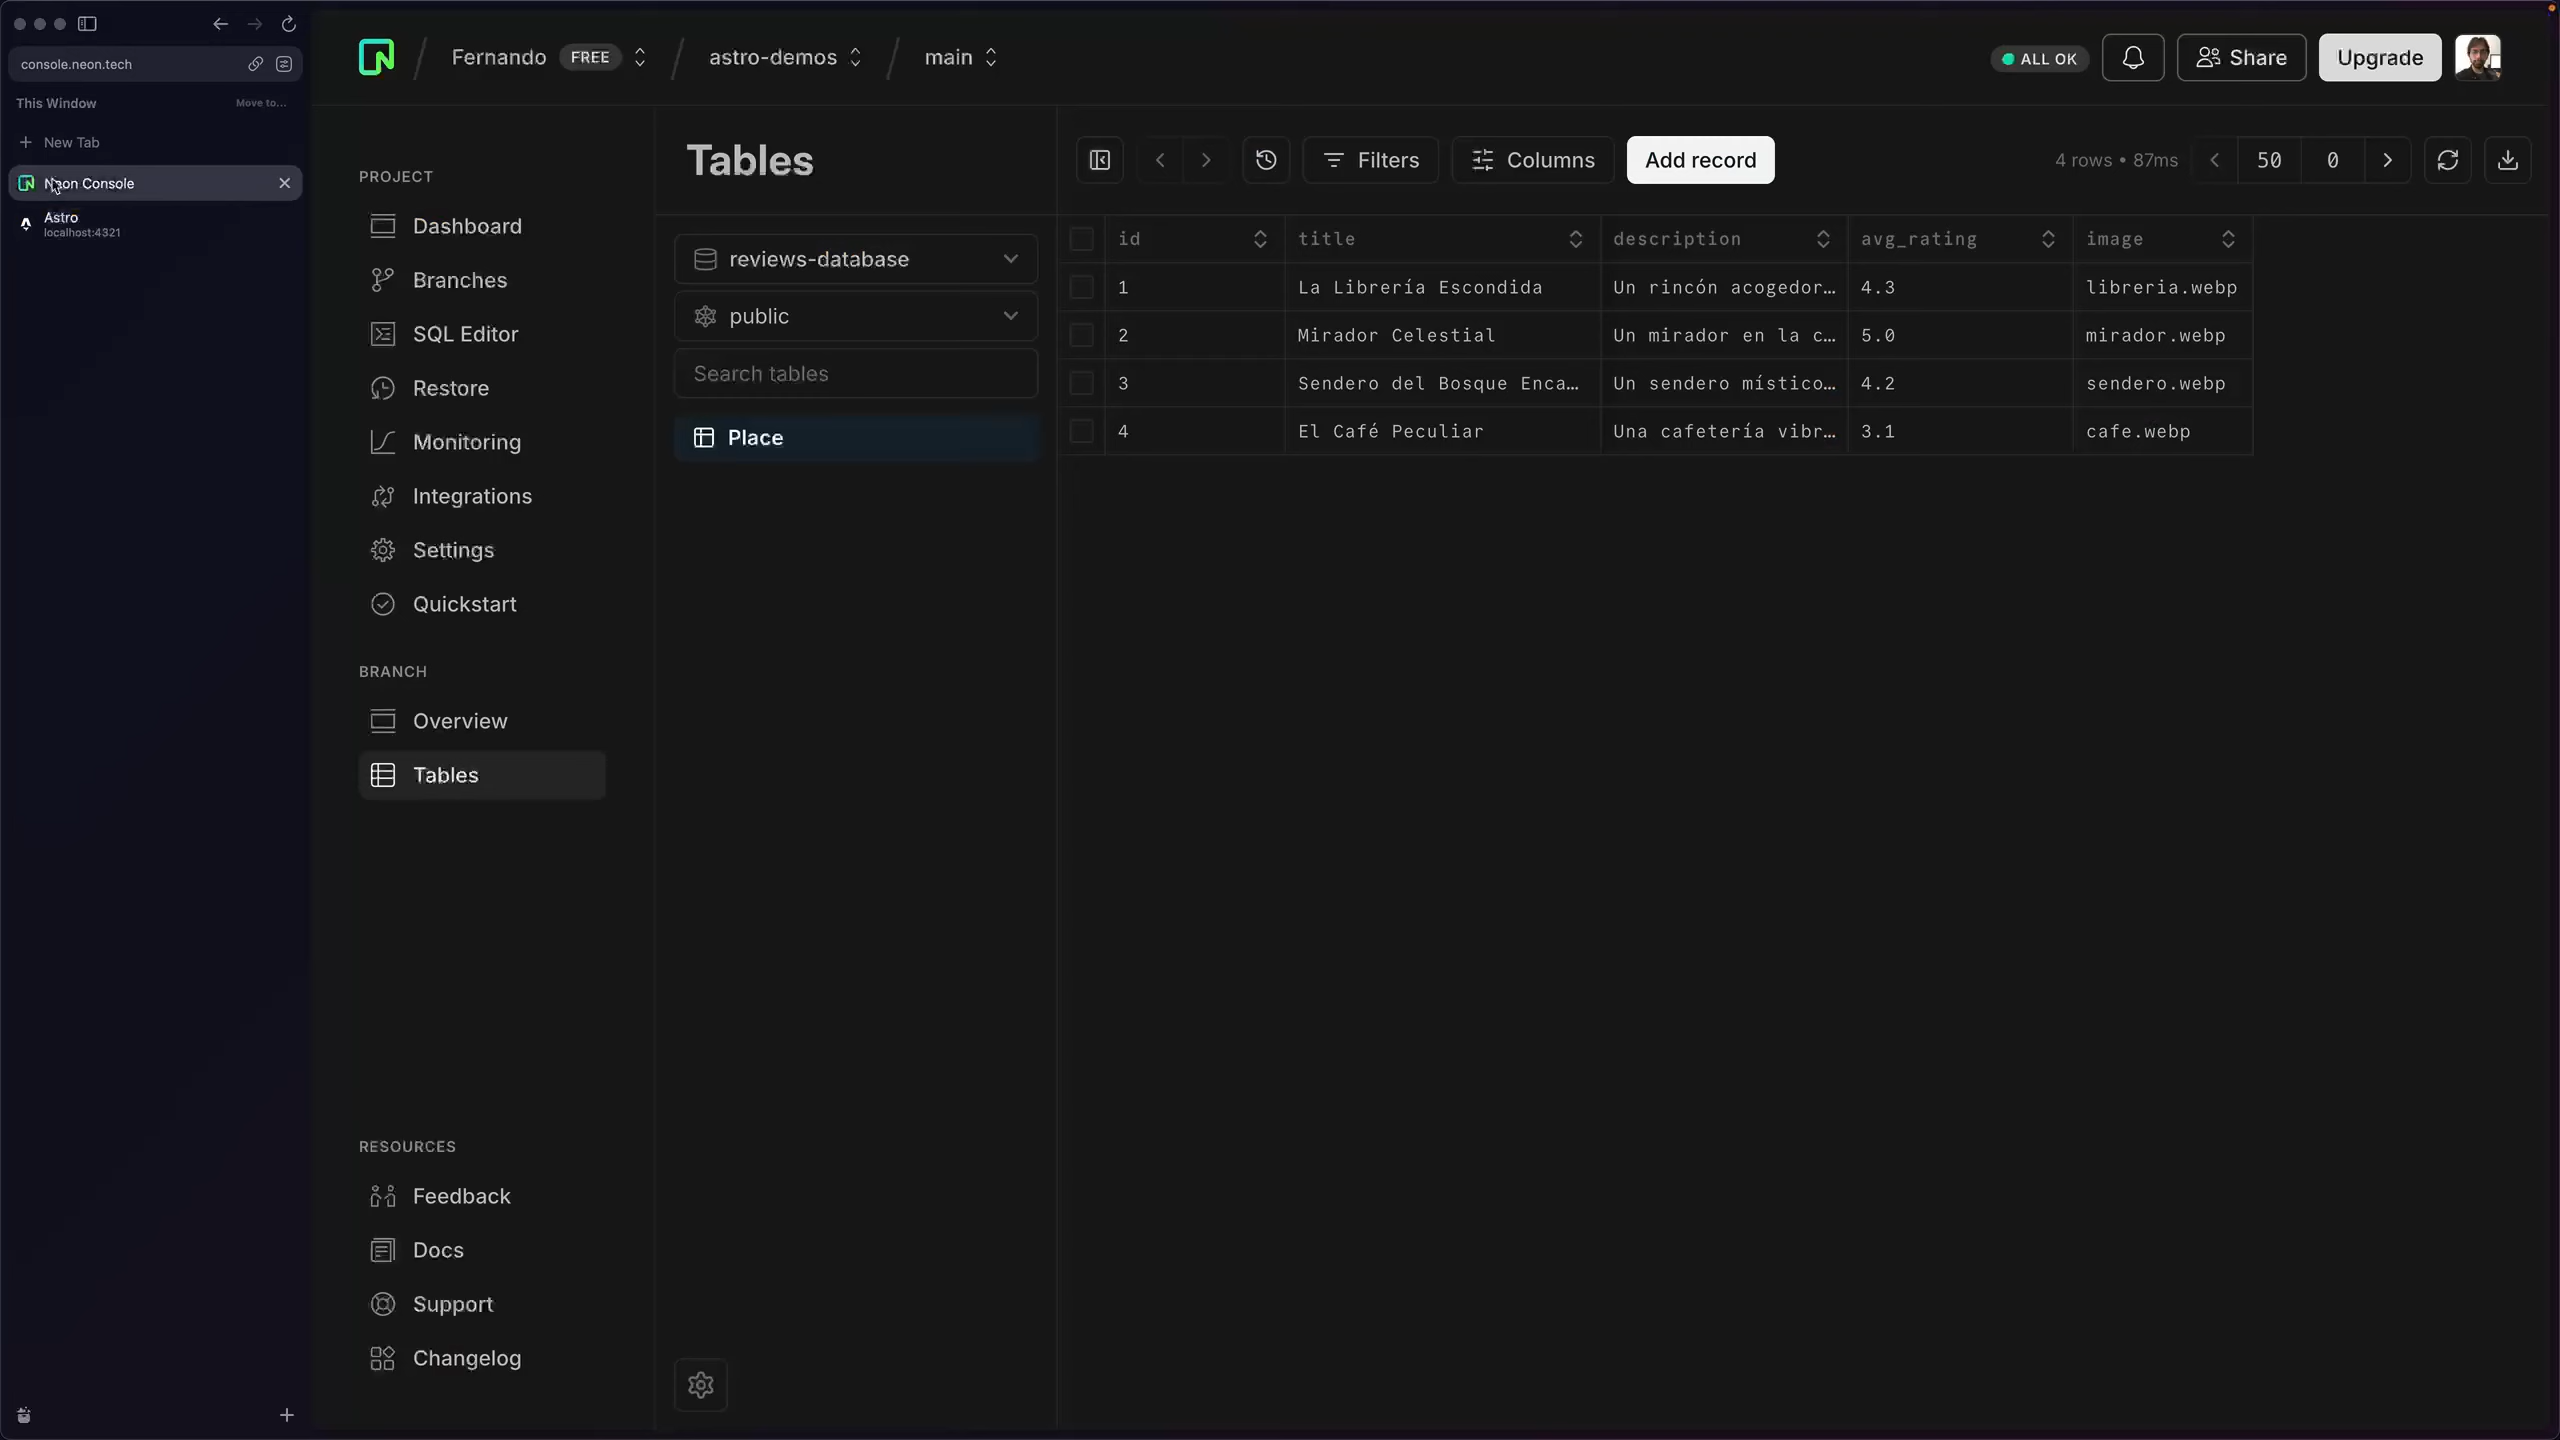 console.neon.tech
This Window
Move to...
New Tab
Neon Console
Astro
localhost:4321
Fernando FREE / astro-demos / main
ALL OK
Share
Upgrade
PROJECT
Dashboard
Branches
SQL Editor
Restore
Monitoring
Integrations
Settings
Quickstart
BRANCH
Overview
Tables
RESOURCES
Feedback
Docs
Support
Changelog
Tables
reviews-database
public
Search tables
Place
Filters
Columns
Add record
4 rows • 87ms
50
0
id title description avg_rating image
1 La Librería Escondida Un rincón acogedor… 4.3 libreria.webp
2 Mirador Celestial Un mirador en la c… 5.0 mirador.webp
3 Sendero del Bosque Enca… Un sendero místico… 4.2 sendero.webp
4 El Café Peculiar Una cafetería vibr… 3.1 cafe.webp